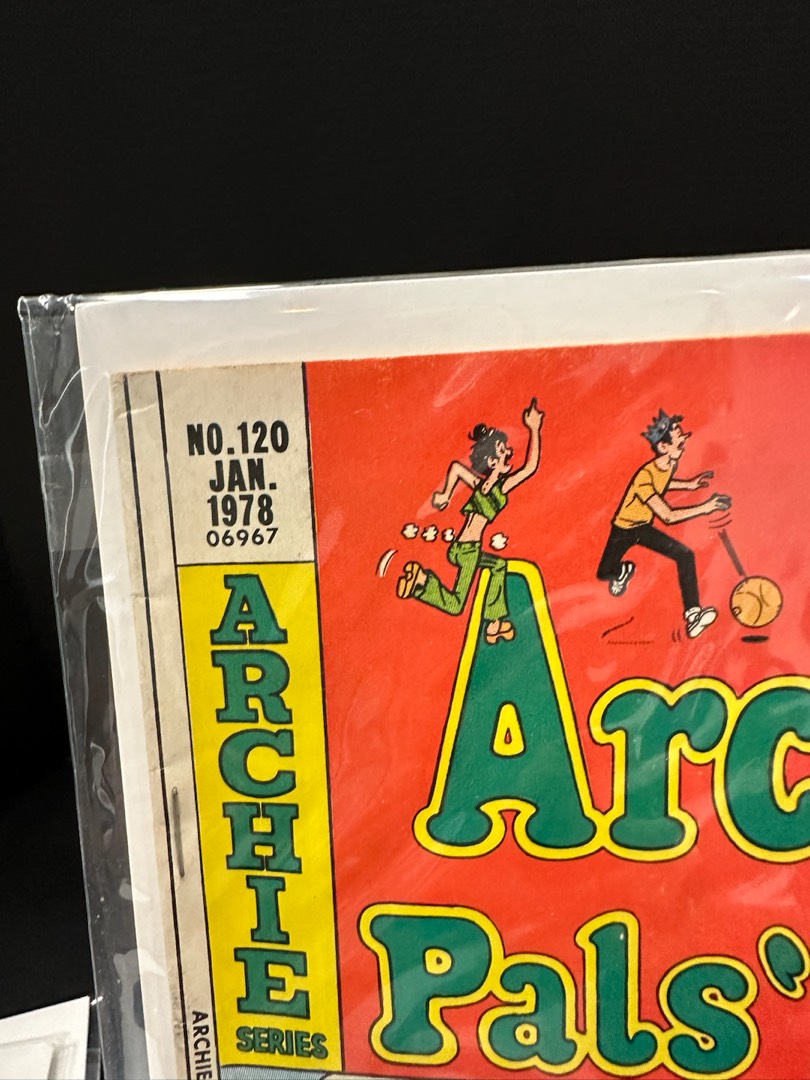 NO.120
JAN.
1978
06967
ARCHIE
SERIES
Arc
Pals'
ARCHIE